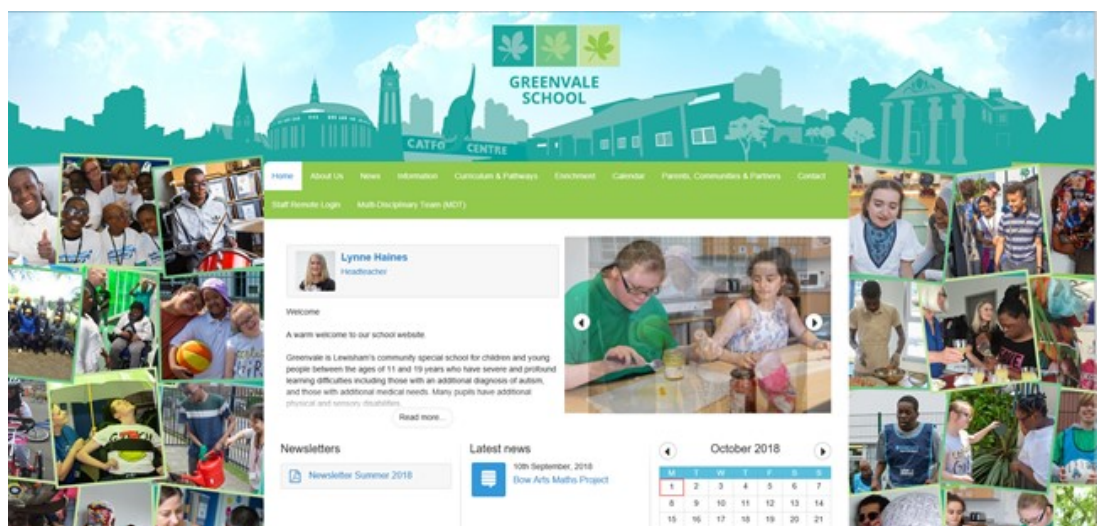 GREENVALE
SCHOOL
CATFO CENTRE
Home About Us News Information Curriculum & Pathways Enrichment Calendar Parents, Communities & Partners Contact
Staff Remote Login Multi-Disciplinary Team (MDT)
Lynne Haines
Headteacher
Welcome
A warm welcome to our school website.
Greenvale is Lewisham's community special school for children and young
people between the ages of 11 and 19 years who have severe and profound
learning difficulties including those with an additional diagnosis of autism,
and those with additional medical needs. Many pupils have additional
physical and sensory disabilities.
Read more...
Newsletters
Newsletter Summer 2018
Latest news
10th September, 2018
Bow Arts Maths Project
October 2018
M T W T F S S
1 2 3 4 5 6 7
8 9 10 11 12 13 14
15 16 17 18 19 20 21